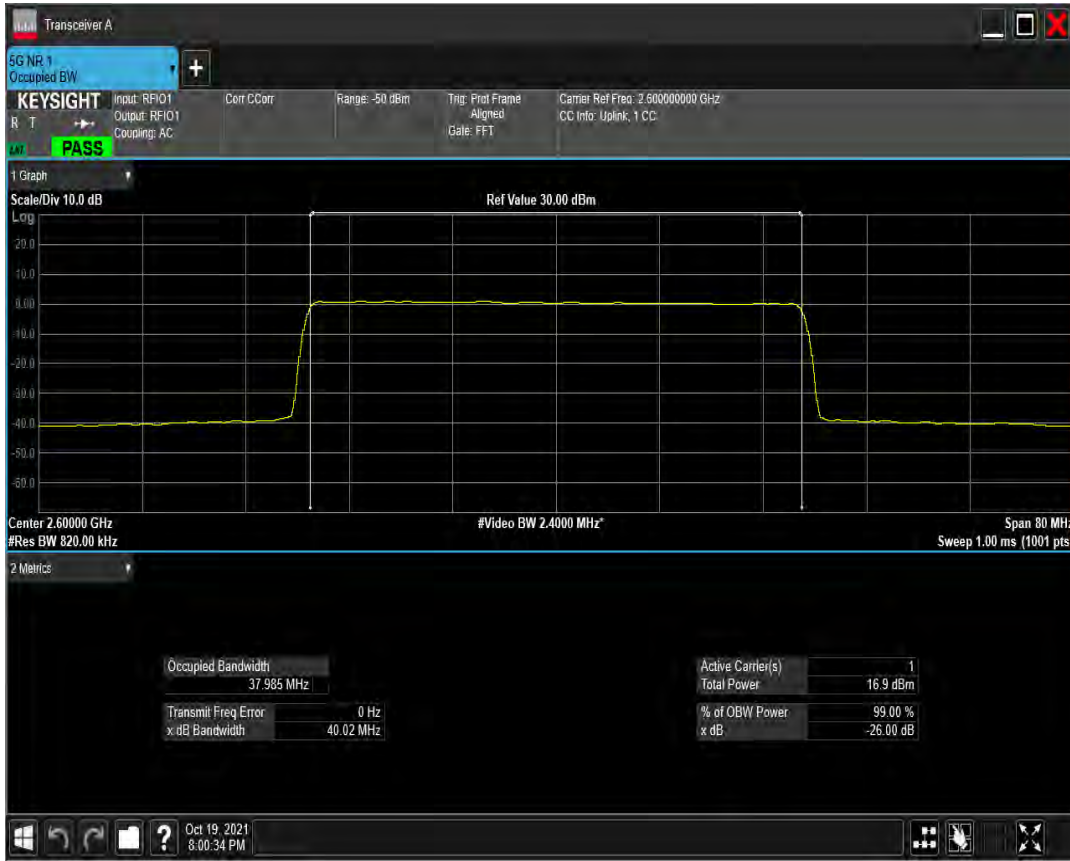 Transceiver A
5G NR 1
Occupied BW
+
KEYSIGHT
R T
PASS
Input: RFIO1
Output: RFIO1
Coupling: AC
Corr CCorr
Range: -50 dBm
Trig: Prot Frame
Aligned
Gate: FFT
Carrier Ref Freq: 2.600000000 GHz
CC Info: Uplink, 1 CC
1 Graph
Scale/Div 10.0 dB
Ref Value 30.00 dBm
Log
20.0
10.0
0.00
-10.0
-20.0
-30.0
-40.0
-50.0
-60.0
Center 2.60000 GHz
#Video BW 2.4000 MHz*
Span 80 MHz
#Res BW 820.00 kHz
Sweep 1.00 ms (1001 pts
2 Metrics
Occupied Bandwidth
37.985 MHz
Transmit Freq Error 0 Hz
x dB Bandwidth 40.02 MHz
Active Carrier(s) 1
Total Power 16.9 dBm
% of OBW Power 99.00 %
x dB -26.00 dB
?
Oct 19, 2021
8:00:34 PM